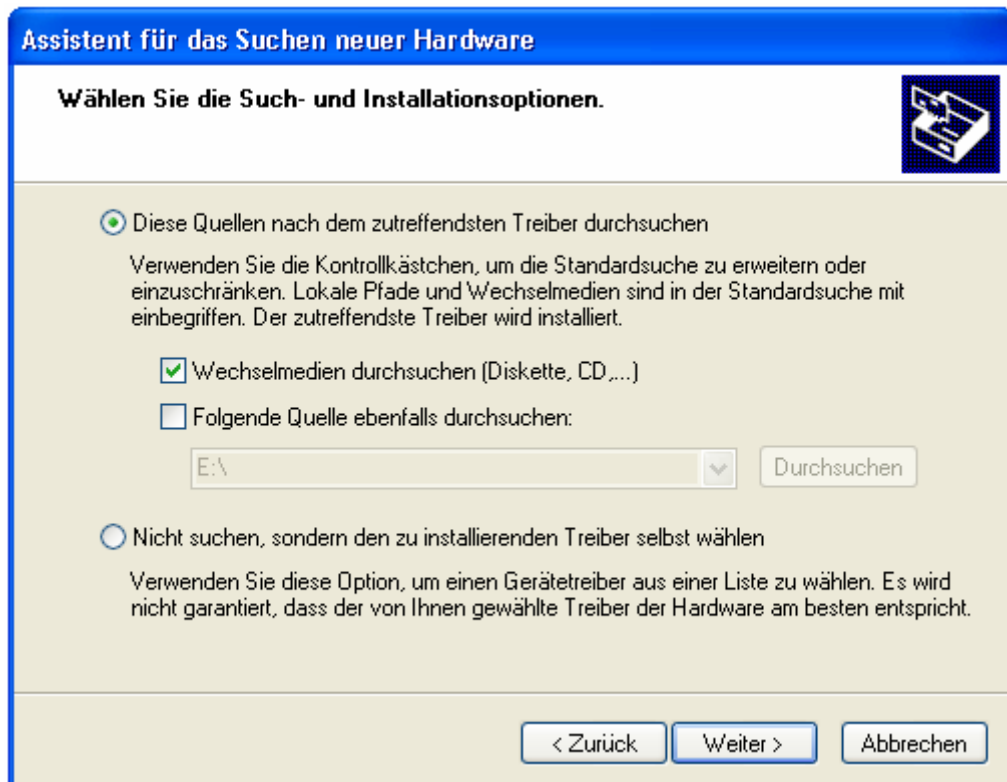 Assistent für das Suchen neuer Hardware
Wählen Sie die Such- und Installationsoptionen.
Diese Quellen nach dem zutreffendsten Treiber durchsuchen
Verwenden Sie die Kontrollkästchen, um die Standardsuche zu erweitern oder
einzuschränken. Lokale Pfade und Wechselmedien sind in der Standardsuche mit
einbegriffen. Der zutreffendste Treiber wird installiert.
Wechselmedien durchsuchen (Diskette, CD,...)
Folgende Quelle ebenfalls durchsuchen:
E:\
Durchsuchen
Nicht suchen, sondern den zu installierenden Treiber selbst wählen
Verwenden Sie diese Option, um einen Gerätetreiber aus einer Liste zu wählen. Es wird
nicht garantiert, dass der von Ihnen gewählte Treiber der Hardware am besten entspricht.
< Zurück
Weiter >
Abbrechen